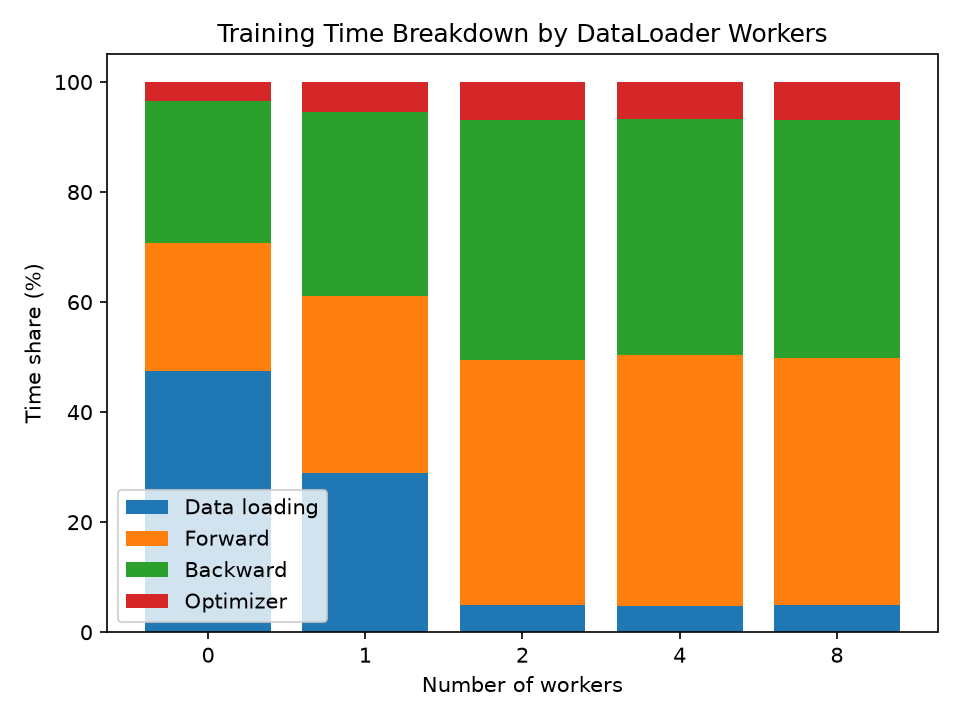 Training Time Breakdown by DataLoader Workers
Time share (%)
100
80
60
40
20
0
Data loading
Forward
Backward
Optimizer
0 1 2 4 8
Number of workers